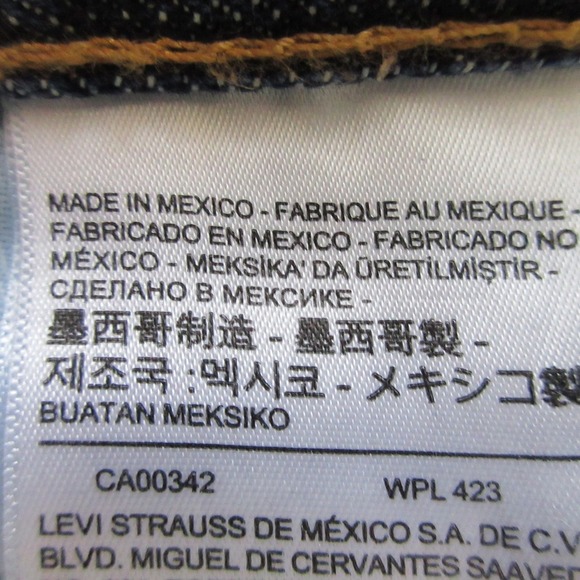 MADE IN MEXICO - FABRIQUE AU MEXIQUE -
FABRICADO EN MEXICO - FABRICADO NO
MÉXICO - MEKSİKA' DA ÜRETİLMİŞTİR -
СДЕЛАНО В МЕКСИКЕ -
墨西哥制造 - 墨西哥製 -
제조국 :멕시코 - メキシコ製
BUATAN MEKSIKO
CA00342 WPL 423
LEVI STRAUSS DE MÉXICO S.A. DE C.V
BLVD. MIGUEL DE CERVANTES SAAVED